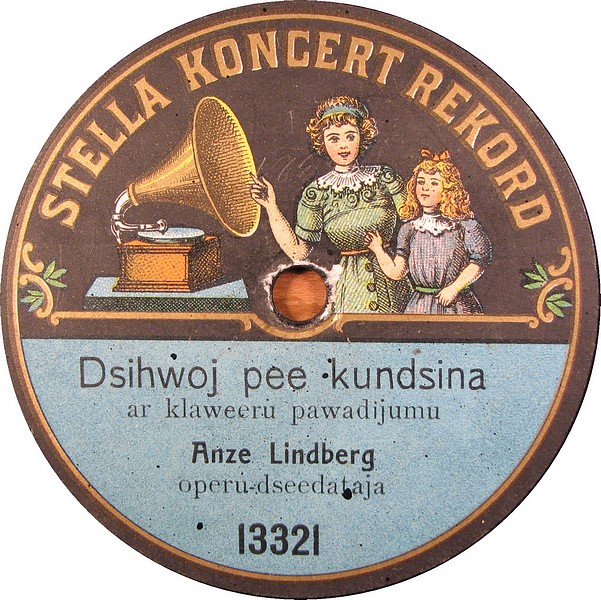 STELLA KONCERT REKORD
Dsihwoj pee kundsina
ar klaweeru pawadijumu
Anze Lindberg
operu-dseedataja
13321